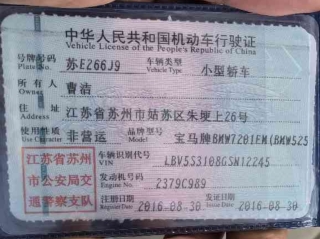 中华人民共和国机动车行驶证
Vehicle License of the People's Republic of China
号牌号码 苏E266J9 车辆类型 小型轿车
Plate No. Vehicle Type
所有人 曹洁
Owner
住址 江苏省苏州市姑苏区朱埂上26号
Address
使用性质 非营运 品牌型号 宝马牌BMW7201EM(BMW525
Use Character
江苏省苏州 车辆识别代号 LBV5S3108GSN12245
VIN
市公安局交 发动机号码 2379C989
Engine No.
通警察支队 注册日期 2016-08-30 发证日期 2016-08-30
Register Date Issue Date